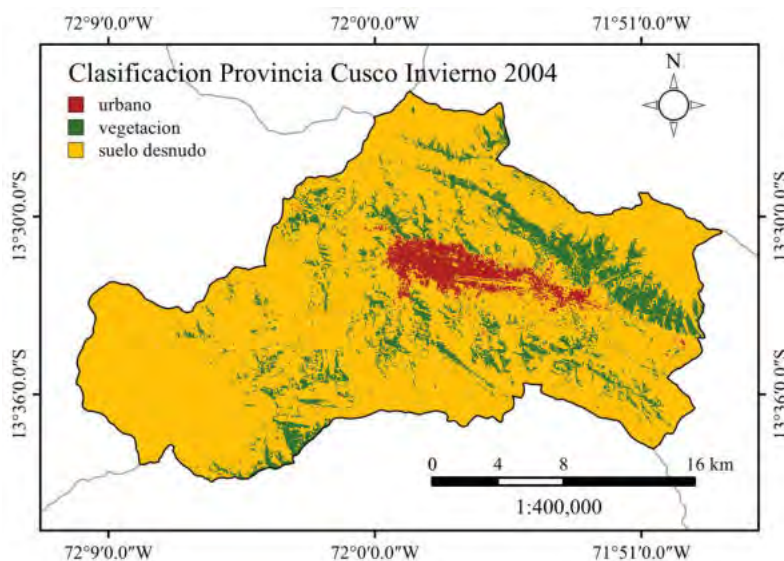 72°9'0.0"W 72°0'0.0"W 71°51'0.0"W
Clasificacion Provincia Cusco Invierno 2004
N
urbano
vegetacion
suelo desnudo
13°30'0.0"S 13°30'0.0"S
13°36'0.0"S 13°36'0.0"S
0 4 8 16 km
1:400,000
72°9'0.0"W 72°0'0.0"W 71°51'0.0"W